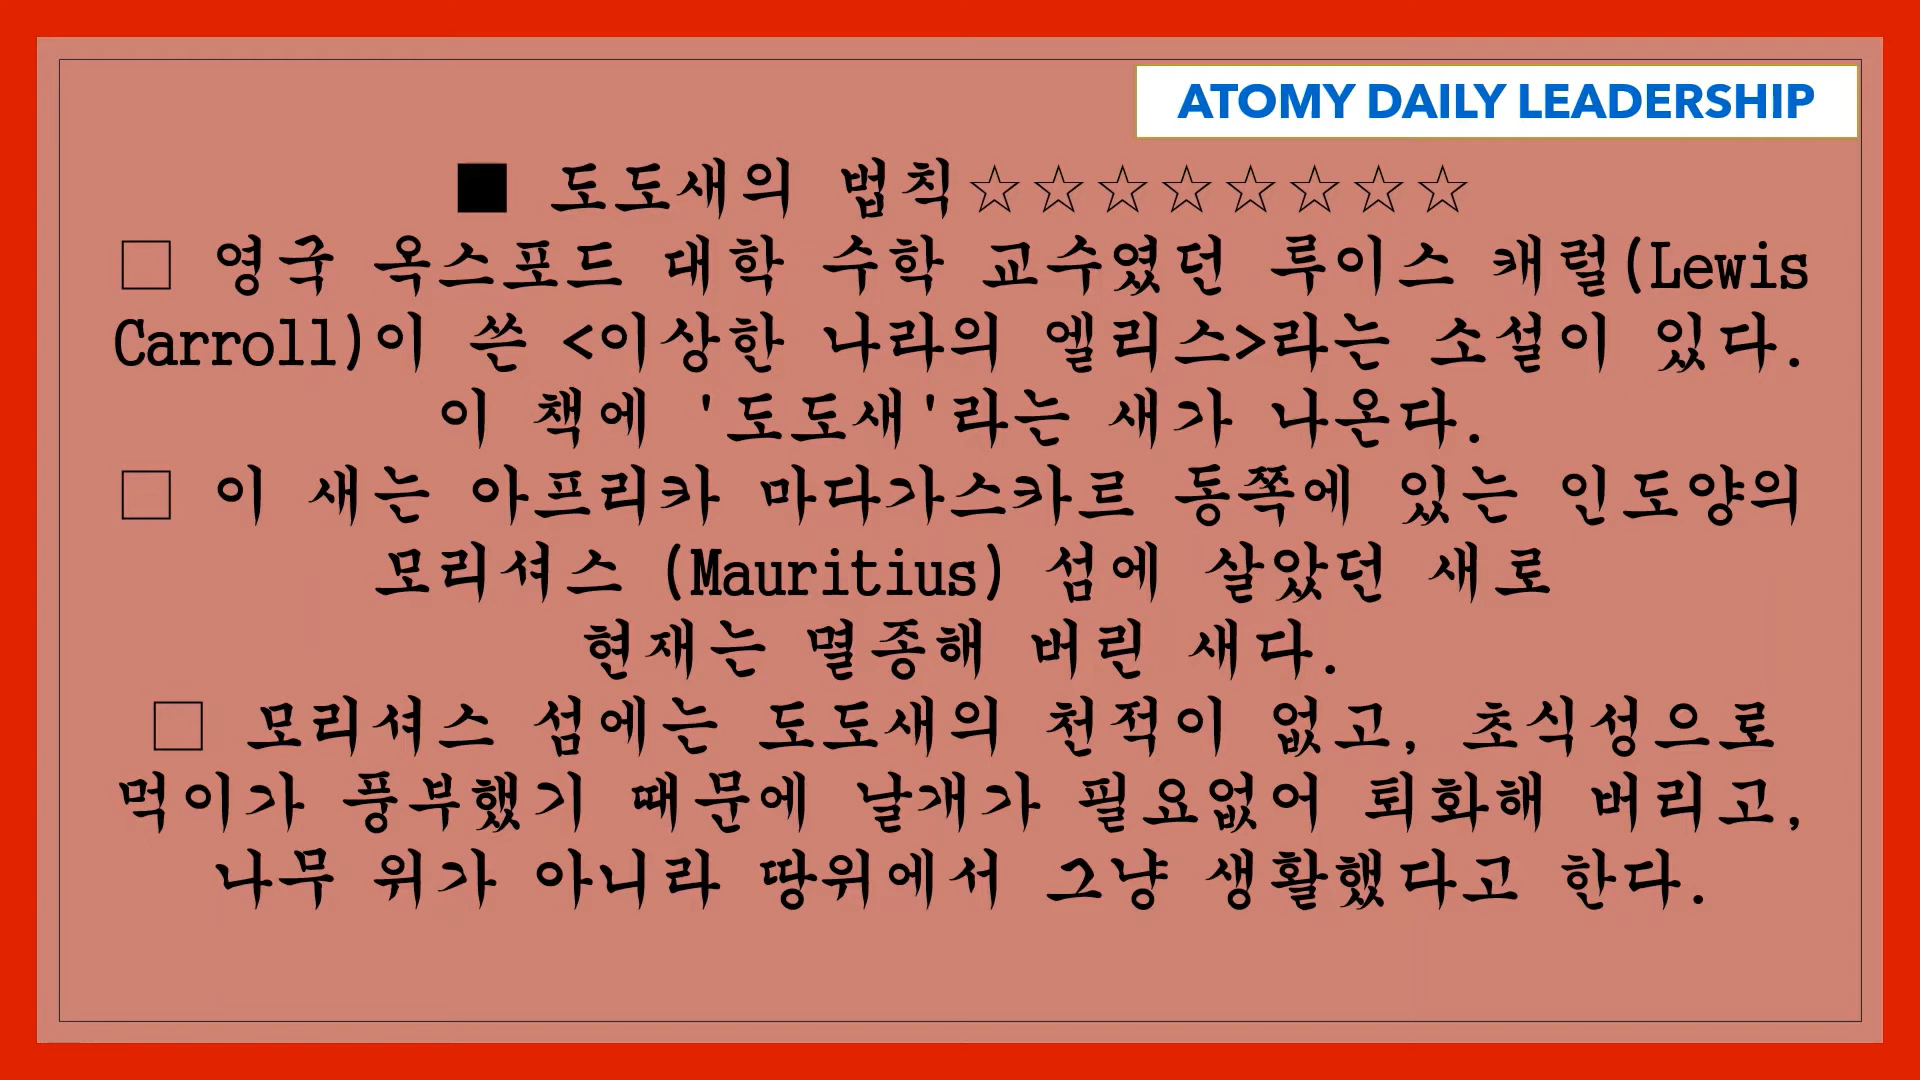 ATOMY DAILY LEADERSHIP
■ 도도새의 법칙☆☆☆☆☆☆☆☆
□ 영국 옥스포드 대학 수학 교수였던 루이스 캐럴(Lewis
Carroll)이 쓴 <이상한 나라의 엘리스>라는 소설이 있다.
이 책에 '도도새'라는 새가 나온다.
□ 이 새는 아프리카 마다가스카르 동쪽에 있는 인도양의
모리셔스 (Mauritius) 섬에 살았던 새로
현재는 멸종해 버린 새다.
□ 모리셔스 섬에는 도도새의 천적이 없고, 초식성으로
먹이가 풍부했기 때문에 날개가 필요없어 퇴화해 버리고,
나무 위가 아니라 땅위에서 그냥 생활했다고 한다.